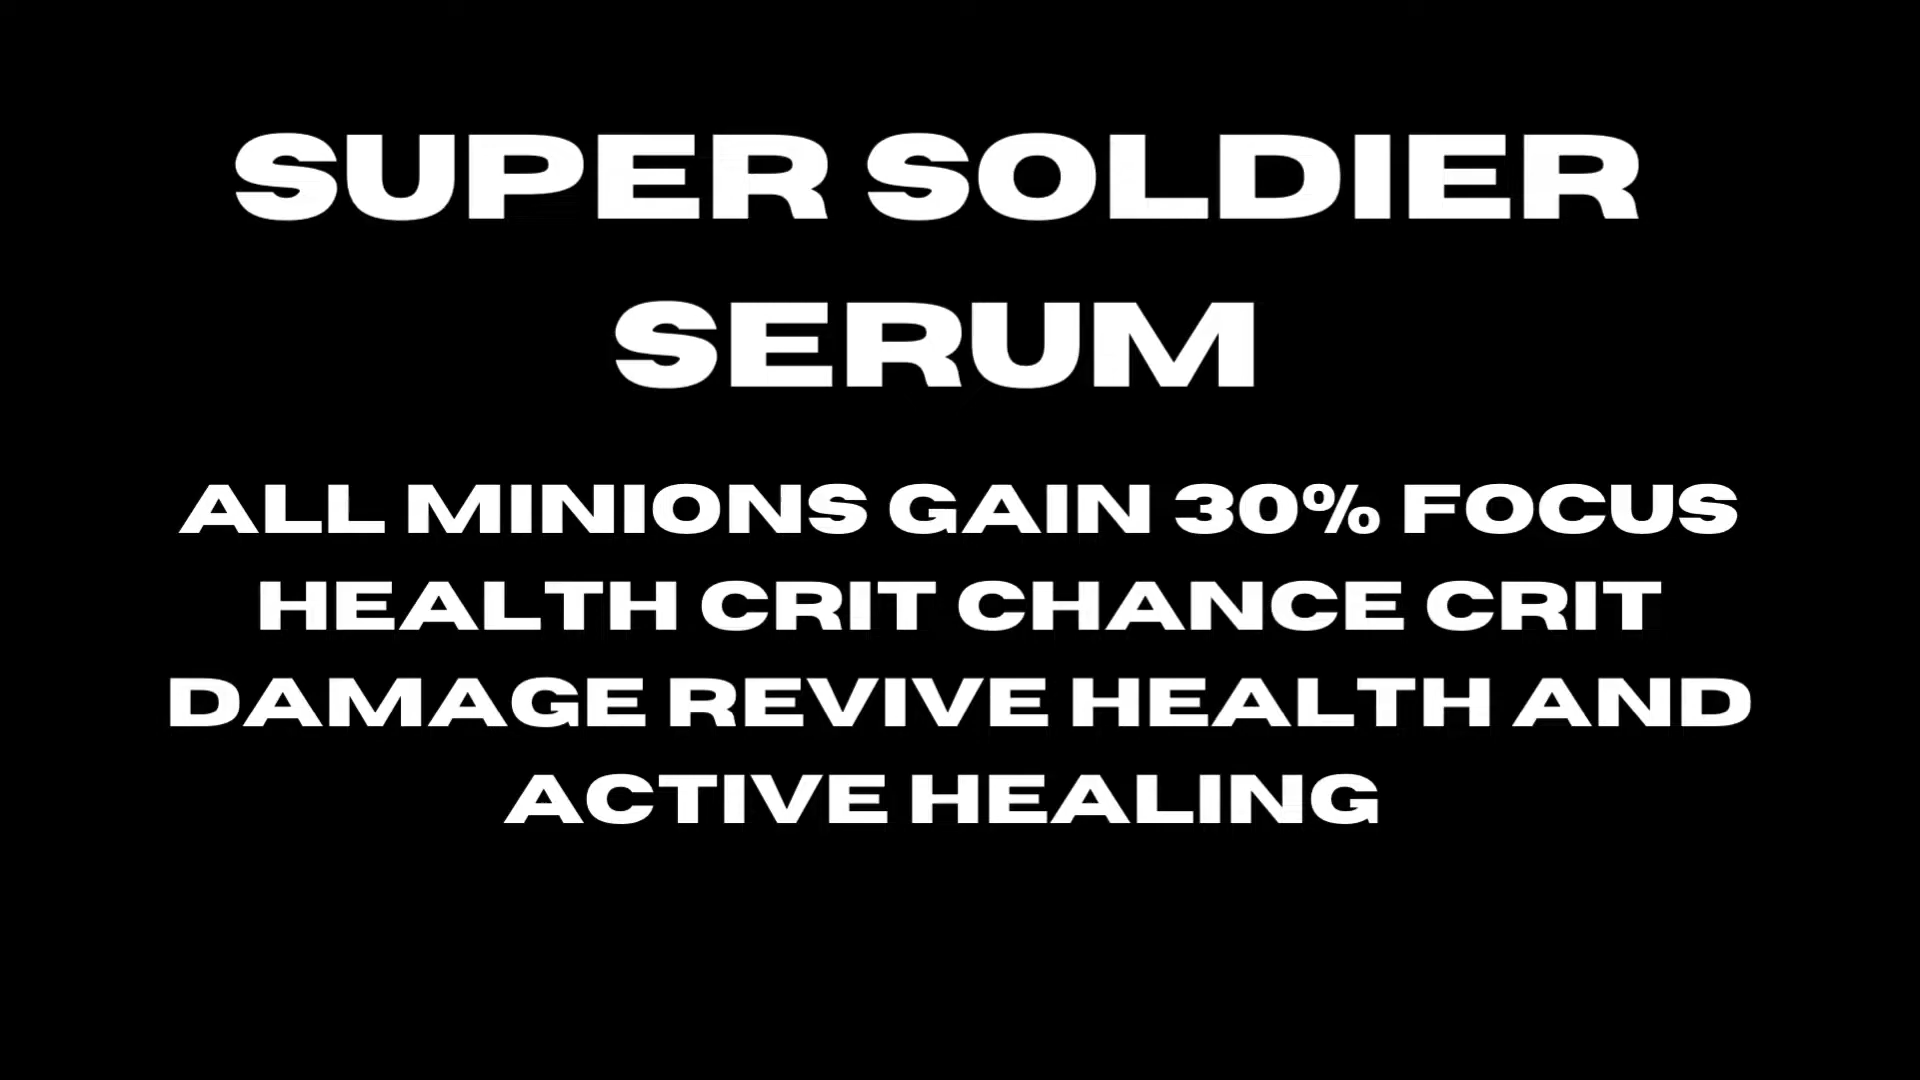 SUPER SOLDIER
SERUM
ALL MINIONS GAIN 30% FOCUS
HEALTH CRIT CHANCE CRIT
DAMAGE REVIVE HEALTH AND
ACTIVE HEALING